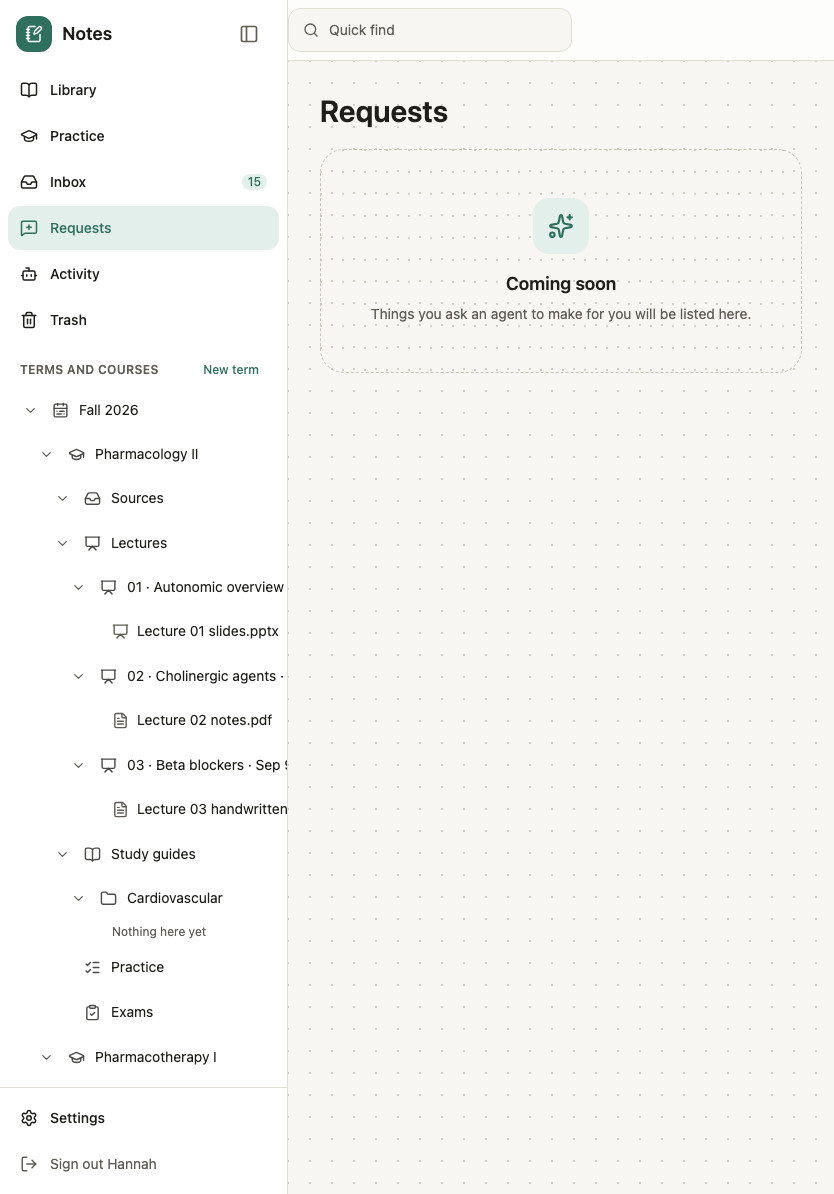 Notes
Quick find
Library
Practice
Inbox 15
Requests
Activity
Trash
TERMS AND COURSES New term
Fall 2026
Pharmacology II
Sources
Lectures
01 · Autonomic overview
Lecture 01 slides.pptx
02 · Cholinergic agents ·
Lecture 02 notes.pdf
03 · Beta blockers · Sep 9
Lecture 03 handwritten
Study guides
Cardiovascular
Nothing here yet
Practice
Exams
Pharmacotherapy I
Settings
Sign out Hannah
Requests
Coming soon
Things you ask an agent to make for you will be listed here.